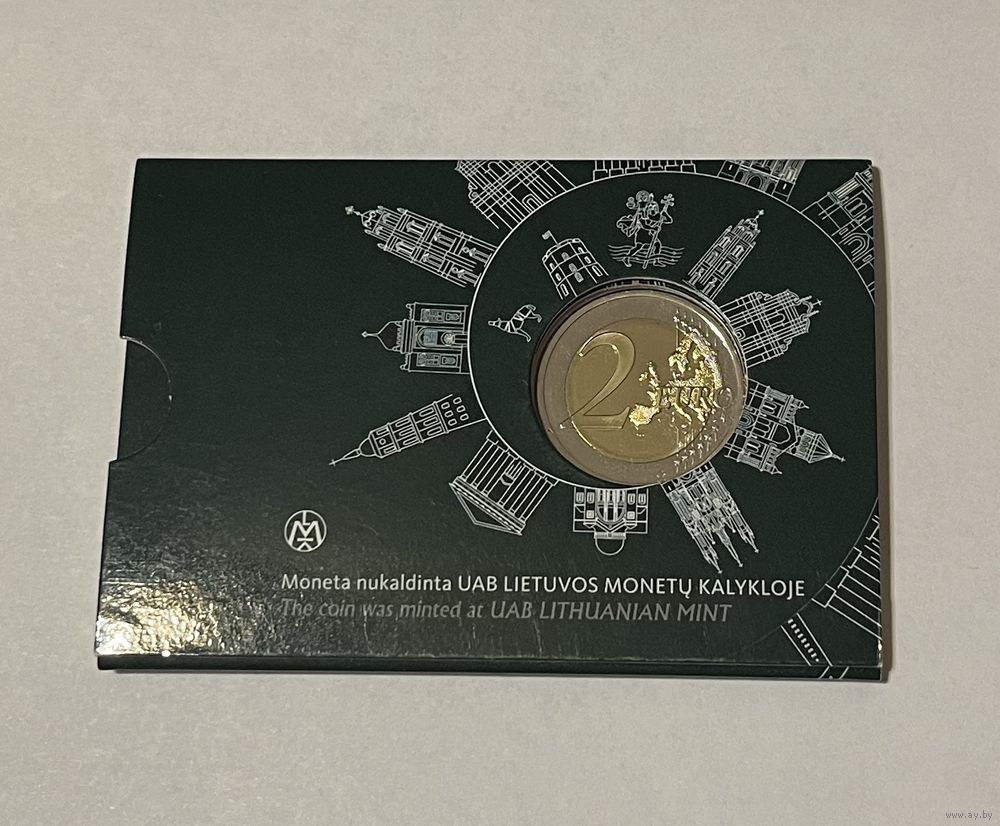 2 EURO
LMK
Moneta nukaldinta UAB LIETUVOS MONETŲ KALYKLOJE
The coin was minted at UAB LITHUANIAN MINT
www.ay.by